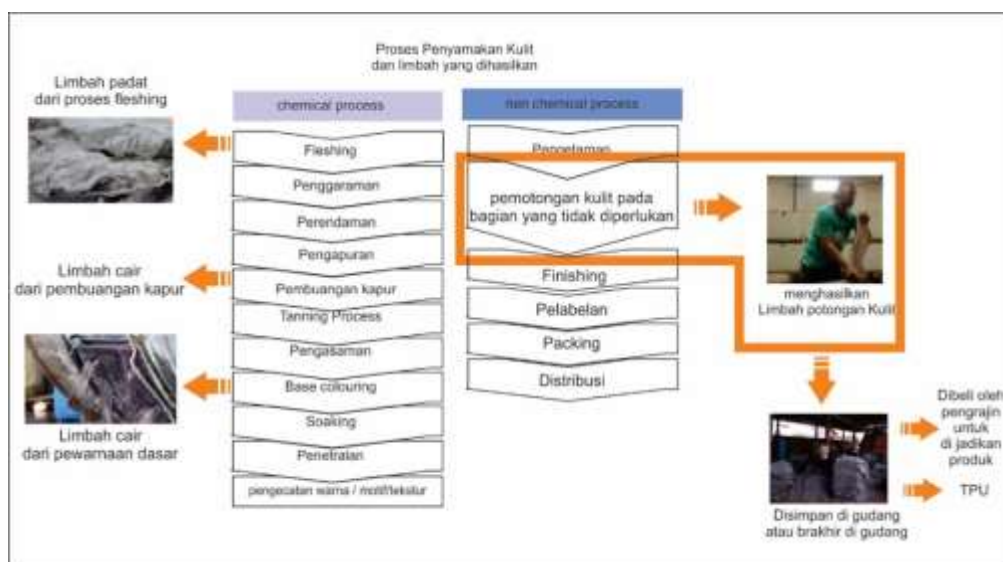 Proses Penyamakan Kulit
dan limbah yang dihasilkan
Limbah padat
dari proses fleshing
chemical process
Fleshing
Penggaraman
Perendaman
Pengapuran
Limbah cair
dari pembuangan kapur
Pembuangan kapur
Tanning Process
Pengasaman
Base colouring
Limbah cair
dari pewarnaan dasar
Soaking
Penetralan
pengecatan warna / motif/tekstur
non chemical process
Pengetaman
pemotongan kulit pada
bagian yang tidak diperlukan
menghasilkan
Limbah potongan Kulit
Finishing
Pelabelan
Packing
Distribusi
Disimpan di gudang
atau brakhir di gudang
Dibeli oleh
pengrajin
untuk
di jadikan
produk
TPU